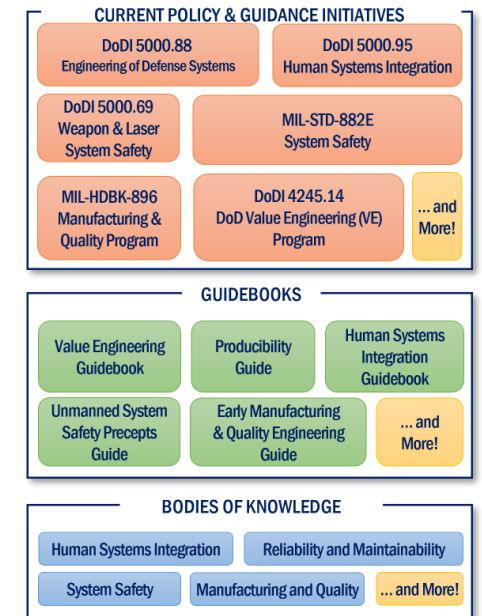 CURRENT POLICY & GUIDANCE INITIATIVES
DoDI 5000.88
Engineering of Defense Systems
DoDI 5000.95
Human Systems Integration
DoDI 5000.69
Weapon & Laser
System Safety
MIL-STD-882E
System Safety
MIL-HDBK-896
Manufacturing &
Quality Program
DoDI 4245.14
DoD Value Engineering (VE)
Program
... and
More!
GUIDEBOOKS
Value Engineering
Guidebook
Producibility
Guide
Human Systems
Integration
Guidebook
Unmanned System
Safety Precepts
Guide
Early Manufacturing
& Quality Engineering
Guide
... and
More!
BODIES OF KNOWLEDGE
Human Systems Integration
Reliability and Maintainability
System Safety
Manufacturing and Quality
... and More!